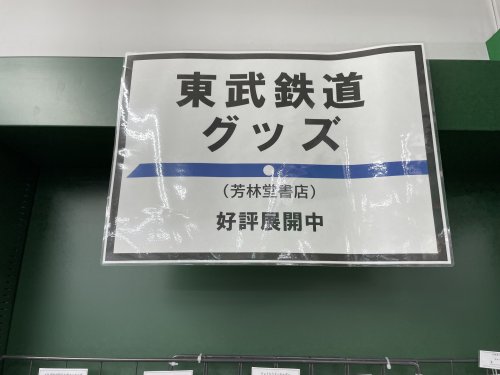 東武鉄道
グッズ
（芳林堂書店）
好評展開中